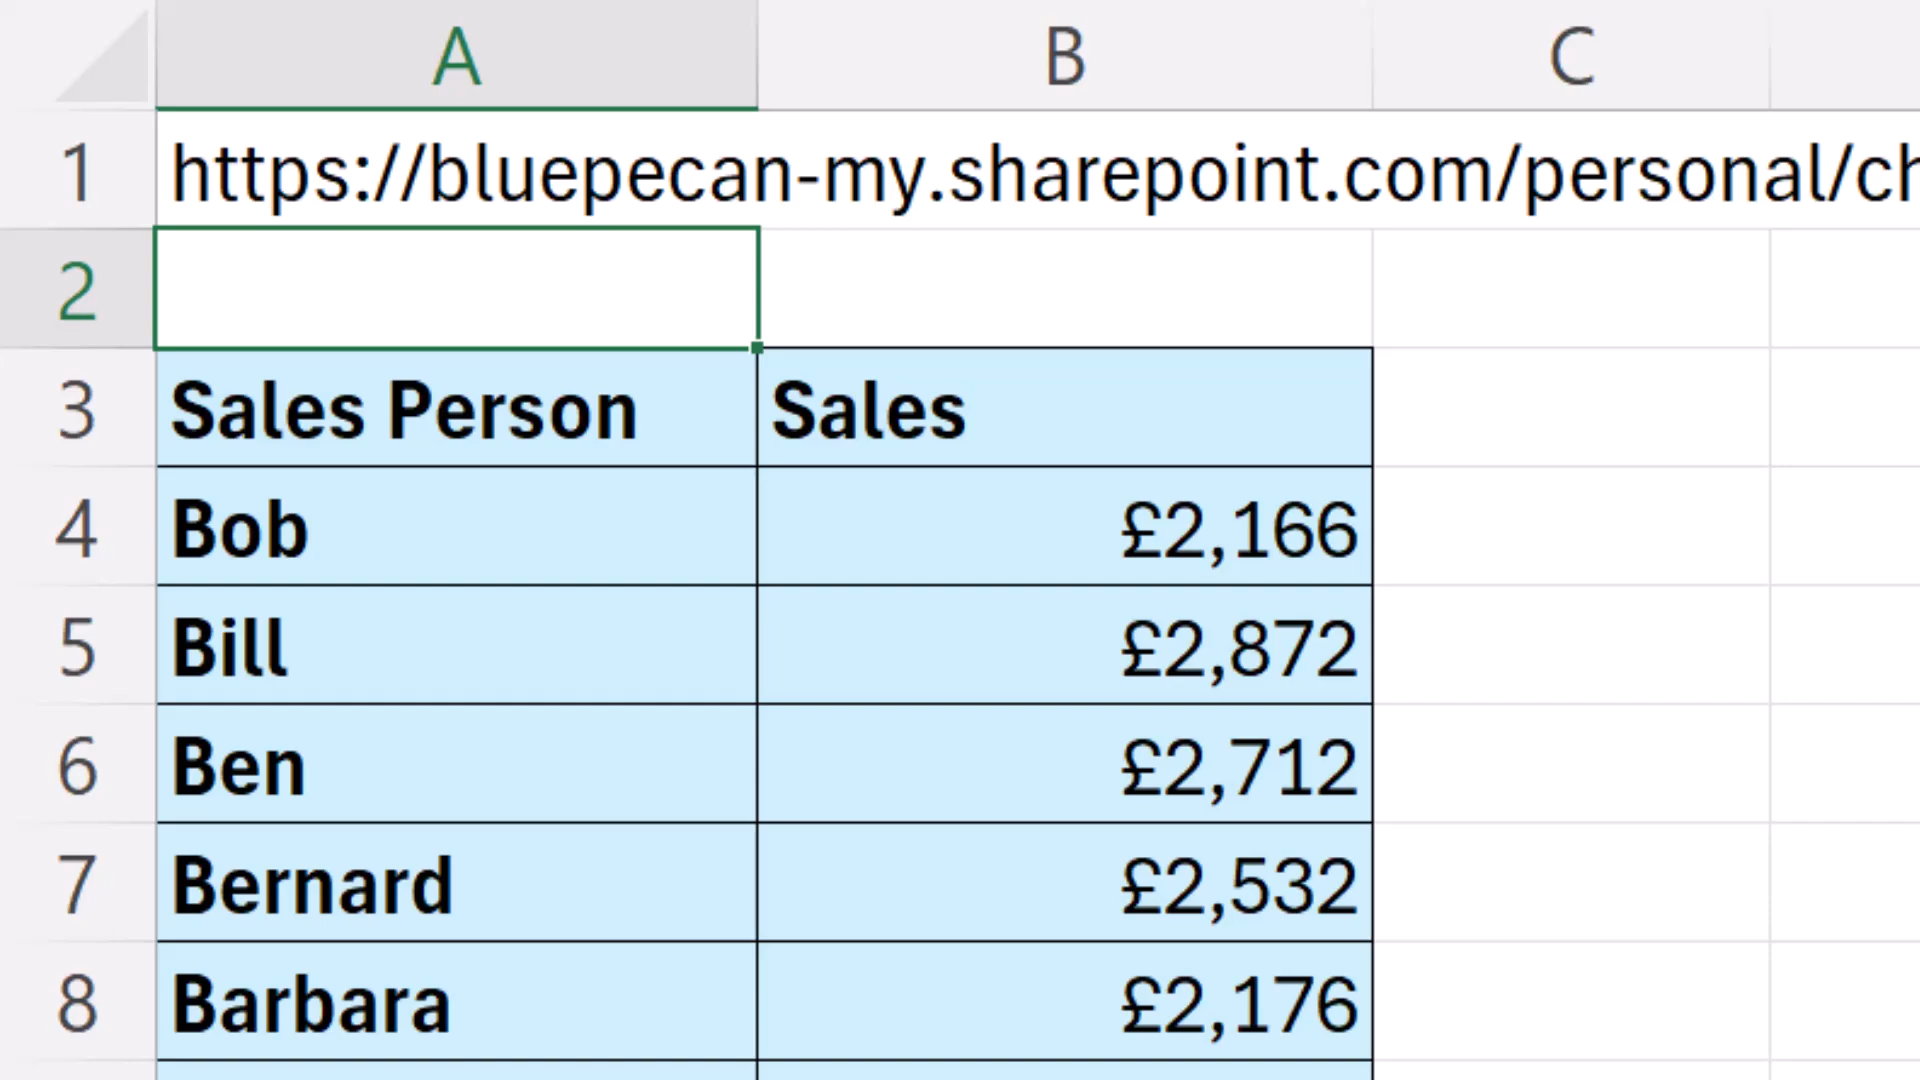 A B C
1 https://bluepecan-my.sharepoint.com/personal/ch
2
3 Sales Person Sales
4 Bob £2,166
5 Bill £2,872
6 Ben £2,712
7 Bernard £2,532
8 Barbara £2,176